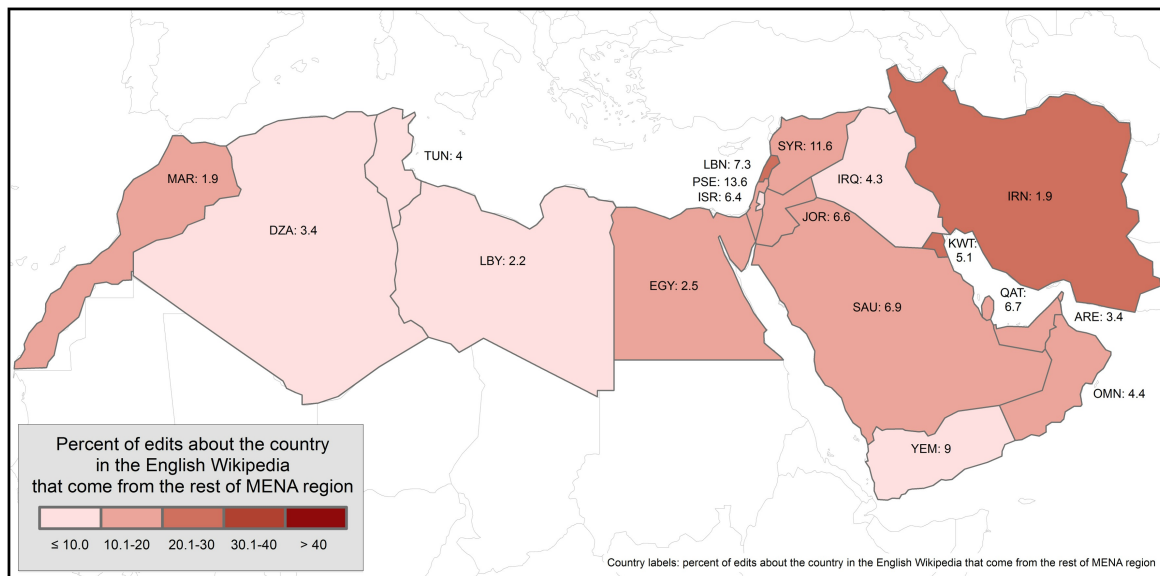 TUN: 4
MAR: 1.9
DZA: 3.4
LBY: 2.2
EGY: 2.5
LBN: 7.3
PSE: 13.6
ISR: 6.4
SYR: 11.6
IRQ: 4.3
JOR: 6.6
IRN: 1.9
KWT:
5.1
QAT:
6.7
SAU: 6.9
ARE: 3.4
OMN: 4.4
YEM: 9
Percent of edits about the country
in the English Wikipedia
that come from the rest of MENA region
≤ 10.0 10.1-20 20.1-30 30.1-40 > 40
Country labels: percent of edits about the country in the English Wikipedia that come from the rest of MENA region